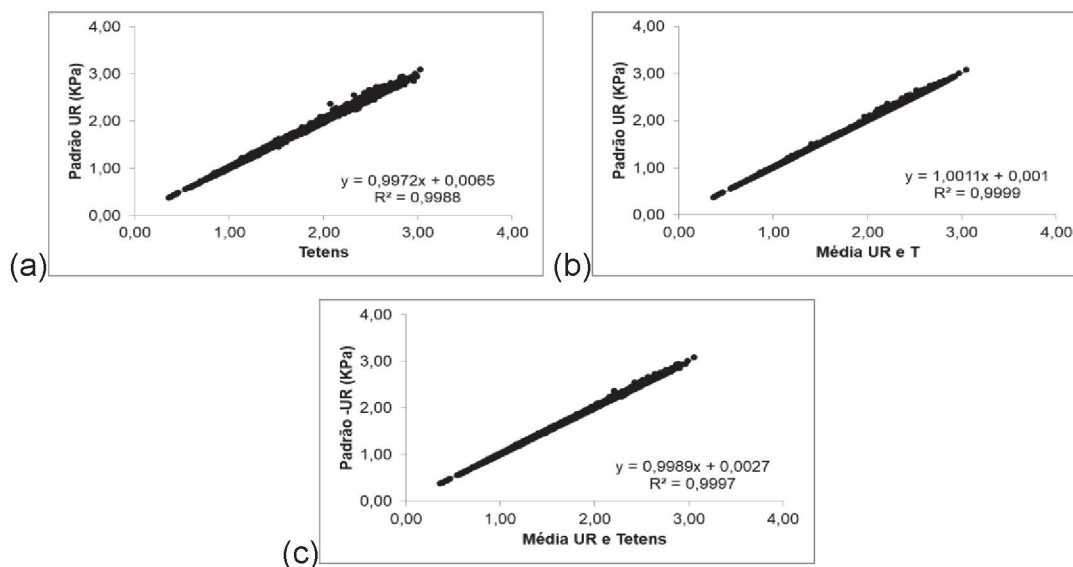 4,00
3,00
2,00
1,00
0,00
Padrão UR (KPa)
y = 0,9972x + 0,0065
R² = 0,9988
0,00 1,00 2,00 3,00 4,00
Tetens
(a)
4,00
3,00
2,00
1,00
0,00
Padrão UR (KPa)
y = 1,0011x + 0,001
R² = 0,9999
0,00 1,00 2,00 3,00 4,00
Média UR e T
(b)
4,00
3,00
2,00
1,00
0,00
Padrão -UR (KPa)
y = 0,9989x + 0,0027
R² = 0,9997
0,00 1,00 2,00 3,00 4,00
Média UR e Tetens
(c)